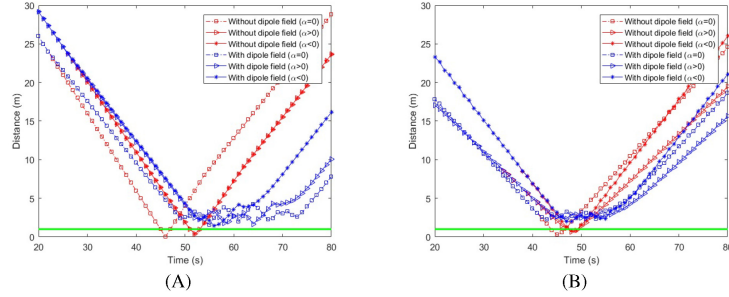 30
25
20
15
10
5
0
Distance (m)
20 30 40 50 60 70 80
Time (s)
Without dipole field (α=0)
Without dipole field (α>0)
Without dipole field (α<0)
With dipole field (α=0)
With dipole field (α>0)
With dipole field (α<0)
(A)
30
25
20
15
10
5
0
Distance (m)
20 30 40 50 60 70 80
Time (s)
Without dipole field (α=0)
Without dipole field (α>0)
Without dipole field (α<0)
With dipole field (α=0)
With dipole field (α>0)
With dipole field (α<0)
(B)